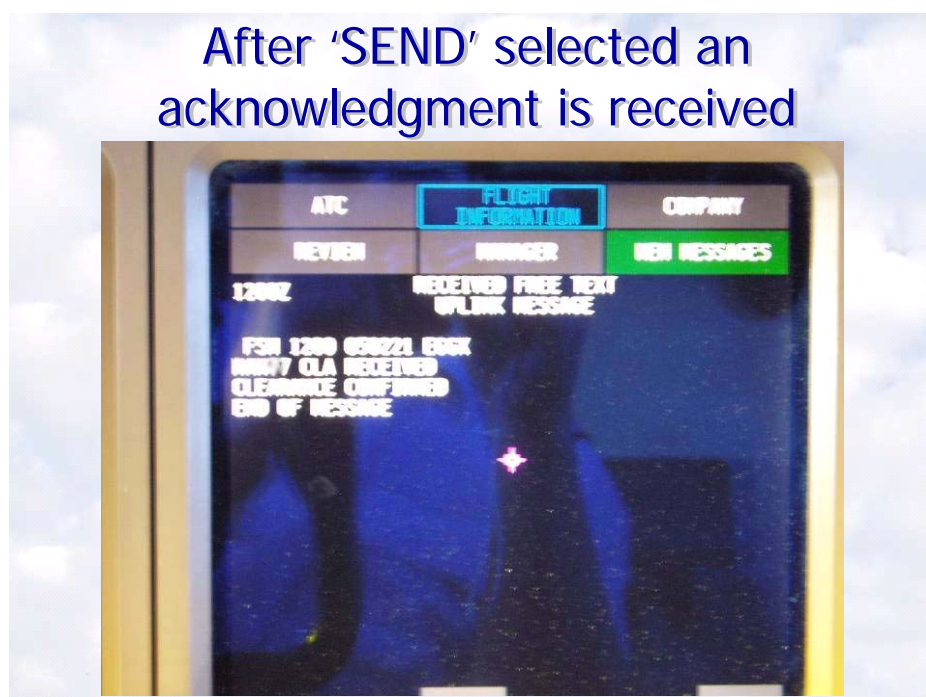 After ‘SEND’ selected an
acknowledgment is received
ATC
FLIGHT
INFORMATION
COMPANY
REVIEW
MANAGER
NEW MESSAGES
1200Z
RECEIVED FREE TEXT
UPLINK MESSAGE
FSM 1200 050221 EGGX
CLA RECEIVED
CLEARANCE CONFIRMED
END OF MESSAGE